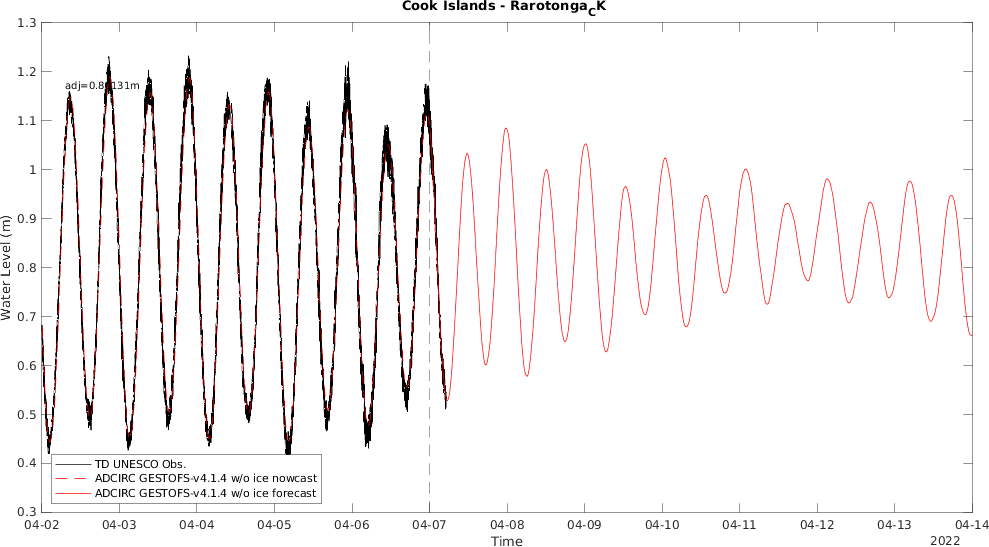 Cook Islands - Rarotonga_CK
1.3
1.2
1.1
1
0.9
0.8
0.7
0.6
0.5
0.4
0.3
Water Level (m)
TD UNESCO Obs.
ADCIRC GESTOFS-v4.1.4 w/o ice nowcast
ADCIRC GESTOFS-v4.1.4 w/o ice forecast
04-02 04-03 04-04 04-05 04-06 04-07 04-08 04-09 04-10 04-11 04-12 04-13 04-14
Time
2022